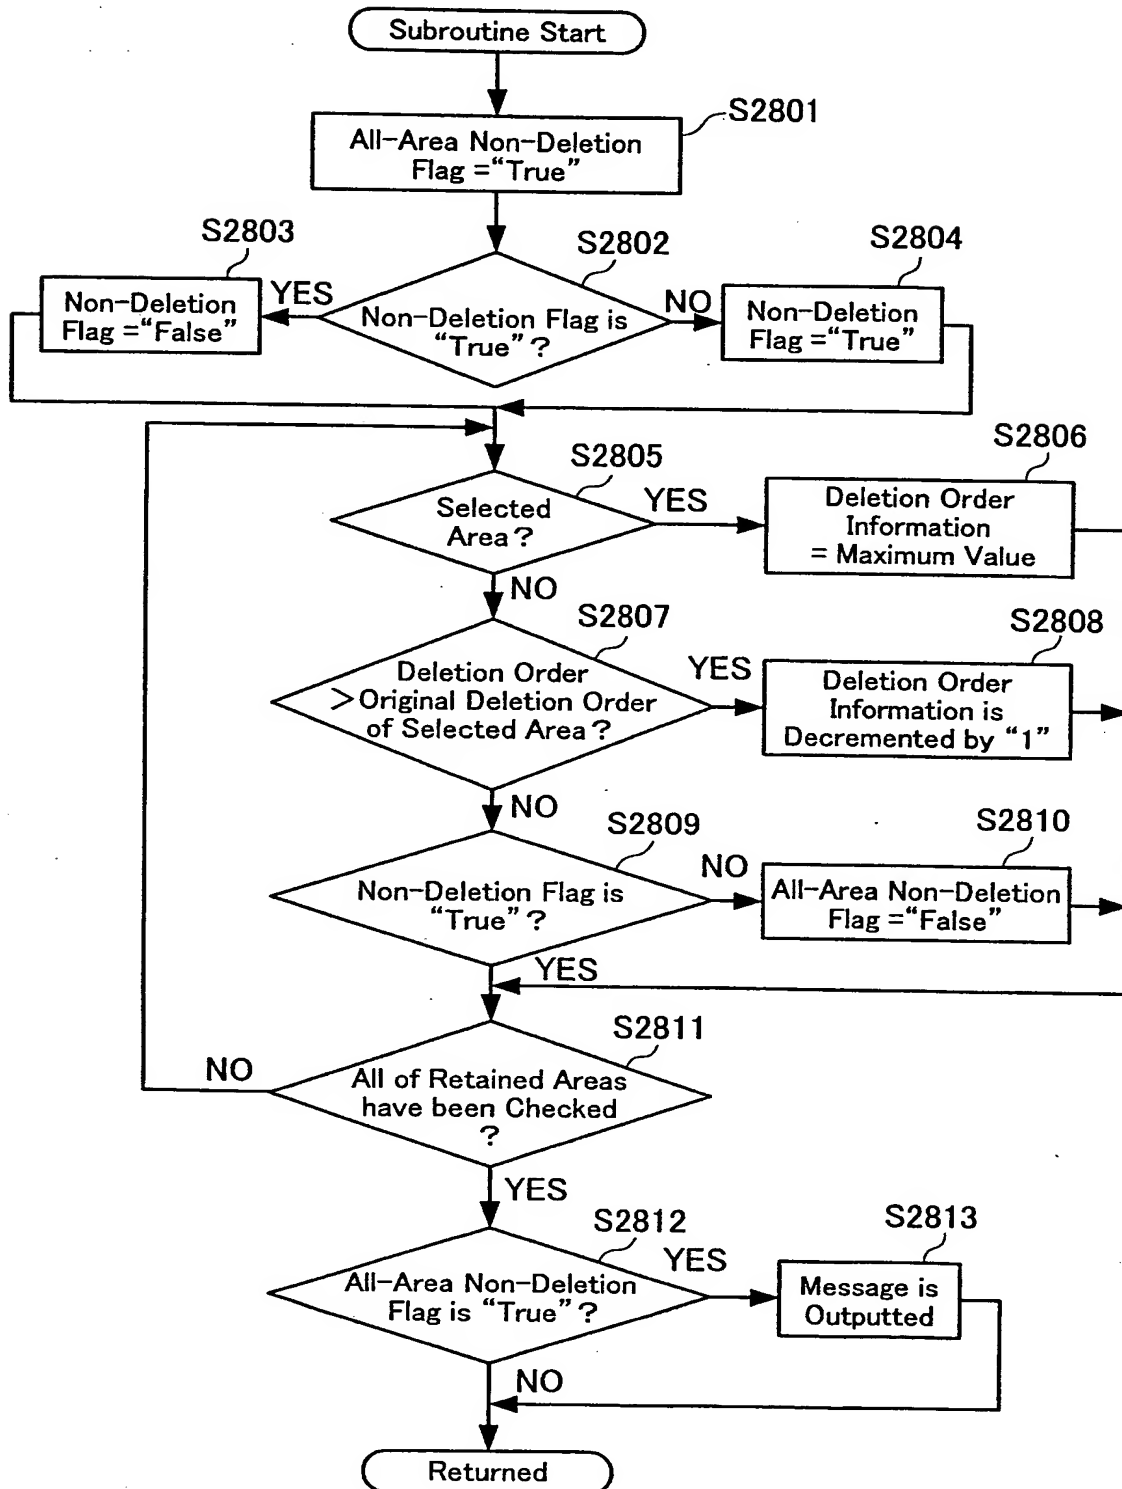 Subroutine Start
S2801
All-Area Non-Deletion
Flag =“True”
S2803
S2802
S2804
Non-Deletion
Flag =“False”
YES
Non-Deletion Flag is
“True”?
NO
Non-Deletion
Flag =“True”
S2805
S2806
Selected
Area?
YES
Deletion Order
Information
= Maximum Value
NO
S2807
S2808
Deletion Order
>Original Deletion Order
of Selected Area?
YES
Deletion Order
Information is
Decremented by “1”
NO
S2809
S2810
Non-Deletion Flag is
“True”?
NO
All-Area Non-Deletion
Flag =“False”
YES
S2811
NO
All of Retained Areas
have been Checked
?
YES
S2812
S2813
All-Area Non-Deletion
Flag is “True”?
YES
Message is
Outputted
NO
Returned